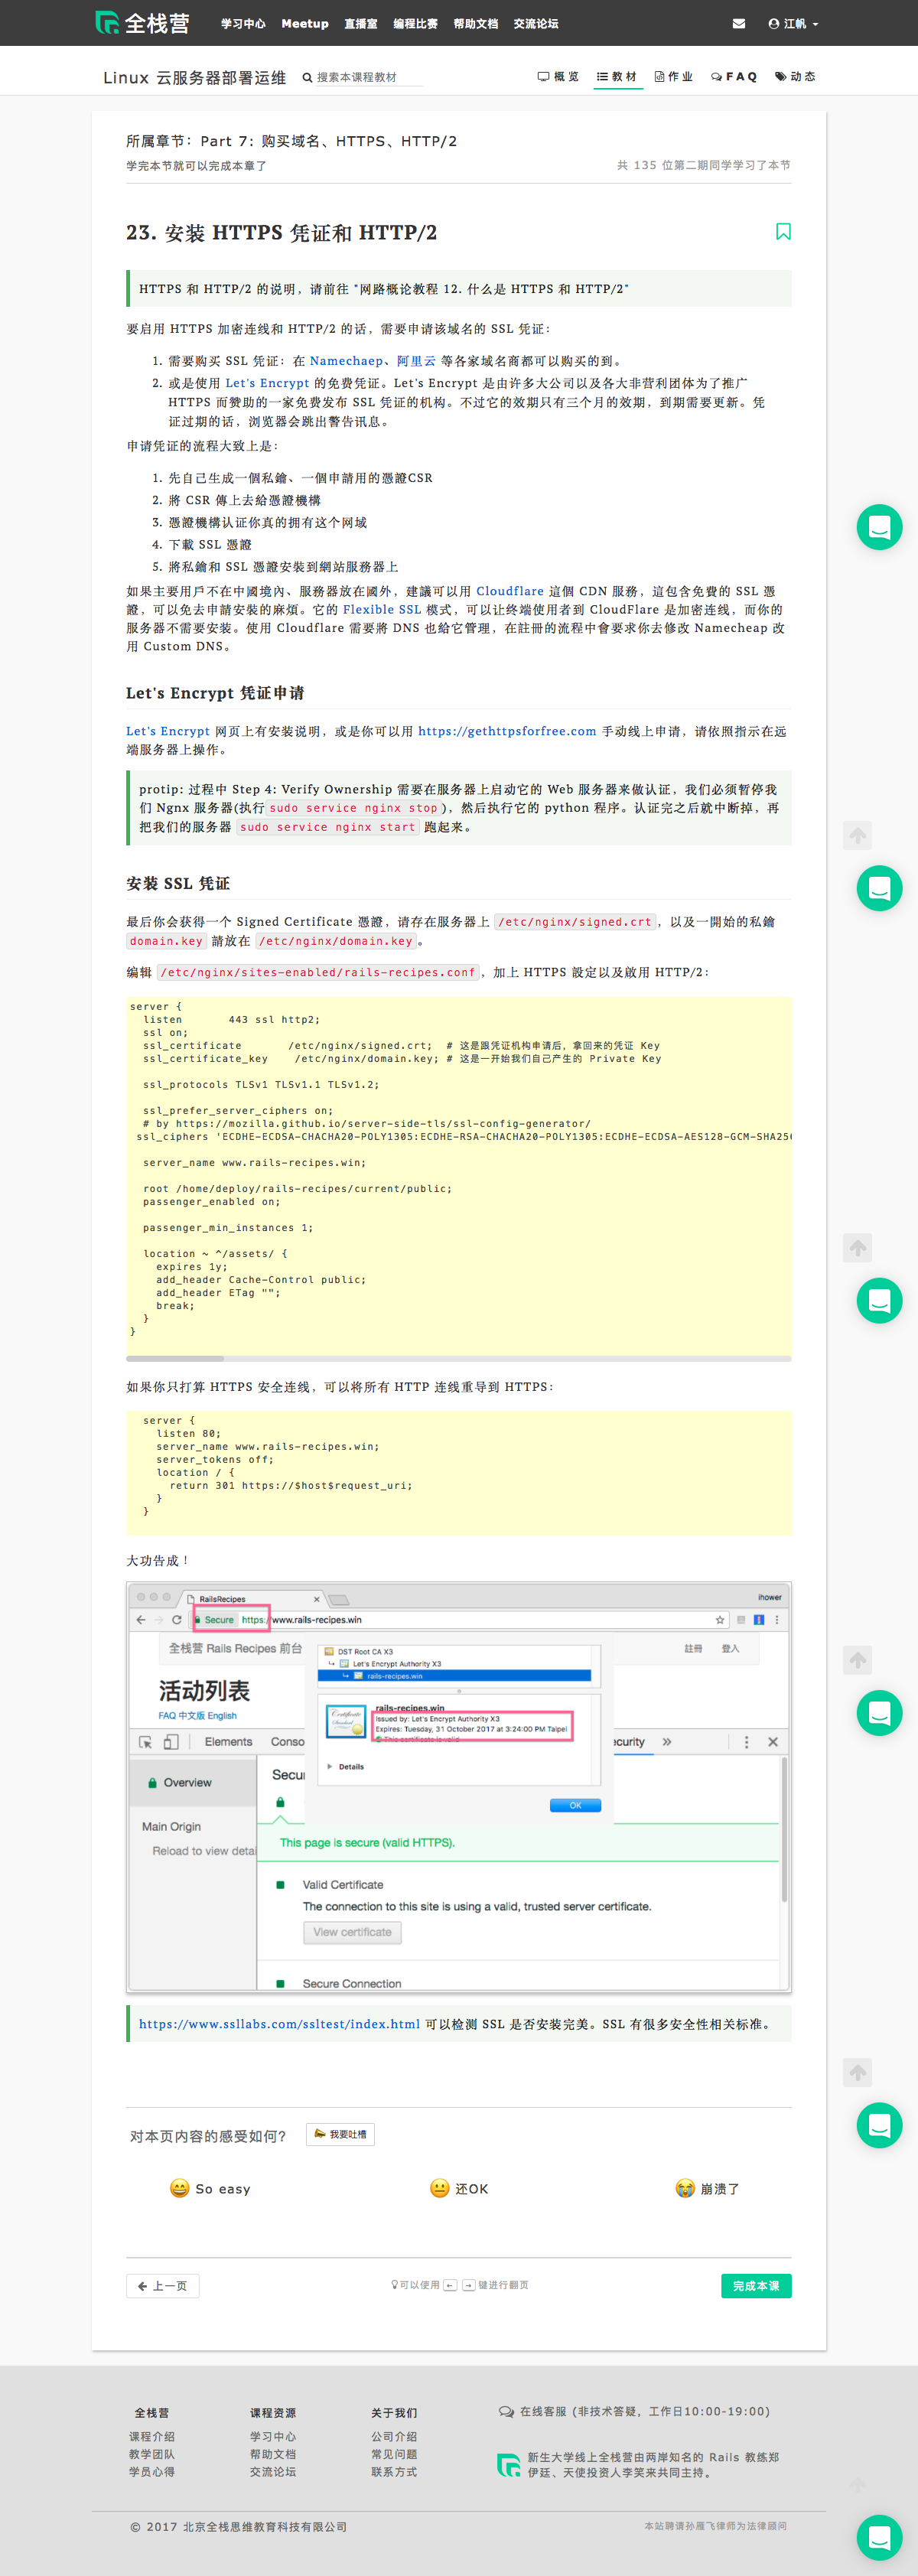 全栈营 学习中心 Meetup 直播室 编程比赛 帮助文档 交流论坛 江帆
Linux 云服务器部署运维 搜索本课程教材 概览 教材 作业 FAQ 动态
所属章节：Part 7: 购买域名、HTTPS、HTTP/2
学完本节就可以完成本章了 共 135 位第二期同学学习了本节
23. 安装 HTTPS 凭证和 HTTP/2
HTTPS 和 HTTP/2 的说明，请前往 "网路概论教程 12. 什么是 HTTPS 和 HTTP/2"
要启用 HTTPS 加密连线和 HTTP/2 的话，需要申请该域名的 SSL 凭证：
1. 需要购买 SSL 凭证：在 Namechaep、阿里云 等各家域名商都可以购买的到。
2. 或是使用 Let's Encrypt 的免费凭证。Let's Encrypt 是由许多大公司以及各大非营利团体为了推广
HTTPS 而赞助的一家免费发布 SSL 凭证的机构。不过它的效期只有三个月的效期，到期需要更新。凭
证过期的话，浏览器会跳出警告讯息。
申请凭证的流程大致上是：
1. 先自己生成一個私鑰、一個申請用的憑證CSR
2. 將 CSR 傳上去給憑證機構
3. 憑證機構认证你真的拥有这个网域
4. 下載 SSL 憑證
5. 將私鑰和 SSL 憑證安裝到網站服務器上
如果主要用戶不在中國境內、服務器放在國外，建議可以用 Cloudflare 這個 CDN 服務，這包含免費的 SSL 憑
證，可以免去申請安裝的麻煩。它的 Flexible SSL 模式，可以让终端使用者到 CloudFlare 是加密连线，而你的
服务器不需要安装。使用 Cloudflare 需要將 DNS 也給它管理，在註冊的流程中會要求你去修改 Namecheap 改
用 Custom DNS。
Let's Encrypt 凭证申请
Let's Encrypt 网页上有安装说明，或是你可以用 https://gethttpsforfree.com 手动线上申请，请依照指示在远
端服务器上操作。
protip: 过程中 Step 4: Verify Ownership 需要在服务器上启动它的 Web 服务器来做认证，我们必须暂停我
们 Ngnx 服务器(执行 sudo service nginx stop )，然后执行它的 python 程序。认证完之后就中断掉，再
把我们的服务器 sudo service nginx start 跑起来。
安装 SSL 凭证
最后你会获得一个 Signed Certificate 憑證，请存在服务器上 /etc/nginx/signed.crt ，以及一開始的私鑰
domain.key 請放在 /etc/nginx/domain.key 。
编辑 /etc/nginx/sites-enabled/rails-recipes.conf ，加上 HTTPS 設定以及啟用 HTTP/2：
server {
listen 443 ssl http2;
ssl on;
ssl_certificate /etc/nginx/signed.crt; # 这是跟凭证机构申请后，拿回来的凭证 Key
ssl_certificate_key /etc/nginx/domain.key; # 这是一开始我们自己产生的 Private Key
ssl_protocols TLSv1 TLSv1.1 TLSv1.2;
ssl_prefer_server_ciphers on;
# by https://mozilla.github.io/server-side-tls/ssl-config-generator/
ssl_ciphers 'ECDHE-ECDSA-CHACHA20-POLY1305:ECDHE-RSA-CHACHA20-POLY1305:ECDHE-ECDSA-AES128-GCM-SHA256
server_name www.rails-recipes.win;
root /home/deploy/rails-recipes/current/public;
passenger_enabled on;
passenger_min_instances 1;
location ~ ^/assets/ {
expires 1y;
add_header Cache-Control public;
add_header ETag "";
break;
}
}
如果你只打算 HTTPS 安全连线，可以将所有 HTTP 连线重导到 HTTPS：
server {
listen 80;
server_name www.rails-recipes.win;
server_tokens off;
location / {
return 301 https://$host$request_uri;
}
}
大功告成！
RailsRecipes ihower
Secure https://www.rails-recipes.win
全栈营 Rails Recipes 前台 註冊 登入
DST Root CA X3
Let's Encrypt Authority X3
rails-recipes.win
活动列表
FAQ 中文版 English
rails-recipes.win
Issued by: Let's Encrypt Authority X3
Expires: Tuesday, 31 October 2017 at 3:24:00 PM Taipei
This certificate is valid
Details
OK
Elements Conso curity
Overview Secu
Main Origin
Reload to view detai
This page is secure (valid HTTPS).
Valid Certificate
The connection to this site is using a valid, trusted server certificate.
View certificate
Secure Connection
https://www.ssllabs.com/ssltest/index.html 可以检测 SSL 是否安装完美。SSL 有很多安全性相关标准。
对本页内容的感受如何？ 我要吐槽
So easy 还OK 崩溃了
上一页 可以使用 ← → 键进行翻页 完成本课
全栈营 课程资源 关于我们
课程介绍 学习中心 公司介绍
教学团队 帮助文档 常见问题
学员心得 交流论坛 联系方式
在线客服 (非技术答疑，工作日10:00-19:00)
新生大学线上全栈营由两岸知名的 Rails 教练郑
伊廷、天使投资人李笑来共同主持。
© 2017 北京全栈思维教育科技有限公司 本站聘请孙雁飞律师为法律顾问